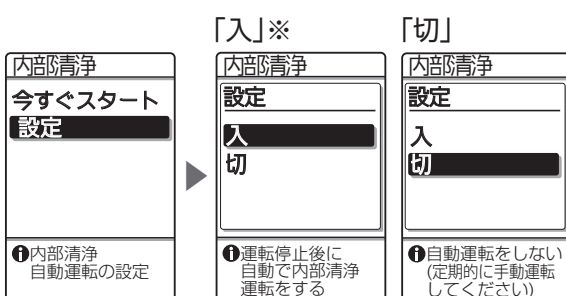 内部清浄
今すぐスタート
設定
❶内部清浄
自動運転の設定
「入」※
内部清浄
設定
入
切
❶運転停止後に
自動で内部清浄
運転をする
「切」
内部清浄
設定
入
切
❶自動運転をしない
(定期的に手動運転
してください)